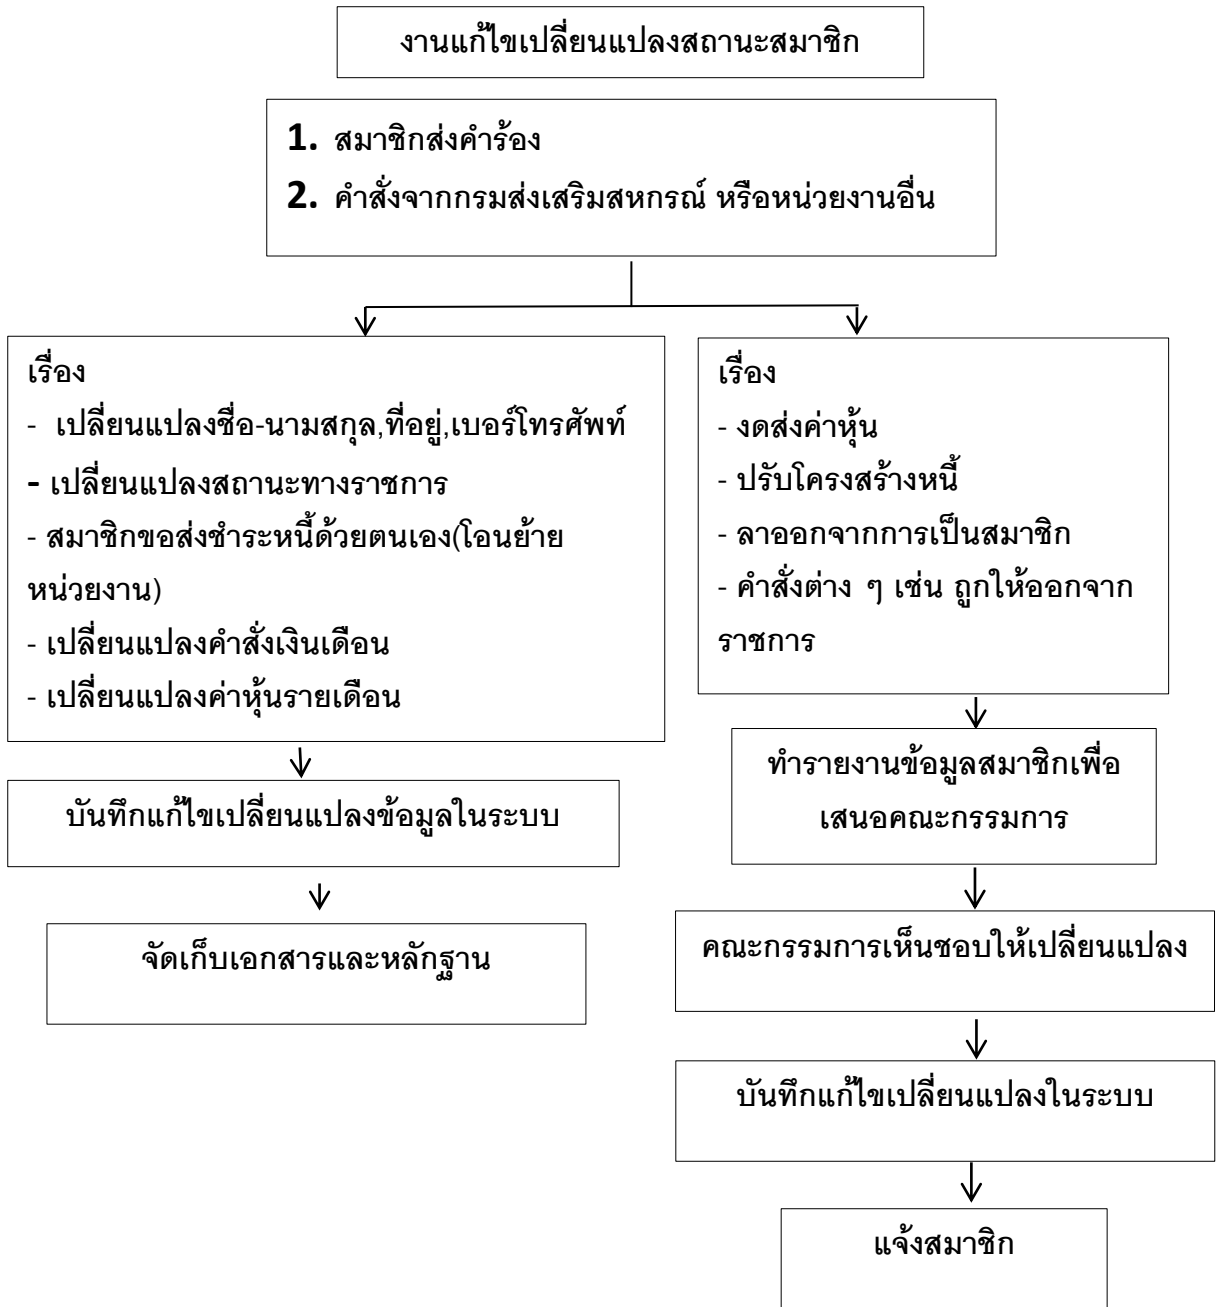 งานแก้ไขเปลี่ยนแปลงสถานะสมาชิก
1. สมาชิกส่งคำร้อง
2. คำสั่งจากกรมส่งเสริมสหกรณ์ หรือหน่วยงานอื่น
เรื่อง
- เปลี่ยนแปลงชื่อ-นามสกุล,ที่อยู่,เบอร์โทรศัพท์
- เปลี่ยนแปลงสถานะทางราชการ
- สมาชิกขอส่งชำระหนี้ด้วยตนเอง(โอนย้าย
หน่วยงาน)
- เปลี่ยนแปลงคำสั่งเงินเดือน
- เปลี่ยนแปลงค่าหุ้นรายเดือน
บันทึกแก้ไขเปลี่ยนแปลงข้อมูลในระบบ
จัดเก็บเอกสารและหลักฐาน
เรื่อง
- งดส่งค่าหุ้น
- ปรับโครงสร้างหนี้
- ลาออกจากการเป็นสมาชิก
- คำสั่งต่าง ๆ เช่น ถูกให้ออกจาก
ราชการ
ทำรายงานข้อมูลสมาชิกเพื่อ
เสนอคณะกรรมการ
คณะกรรมการเห็นชอบให้เปลี่ยนแปลง
บันทึกแก้ไขเปลี่ยนแปลงในระบบ
แจ้งสมาชิก